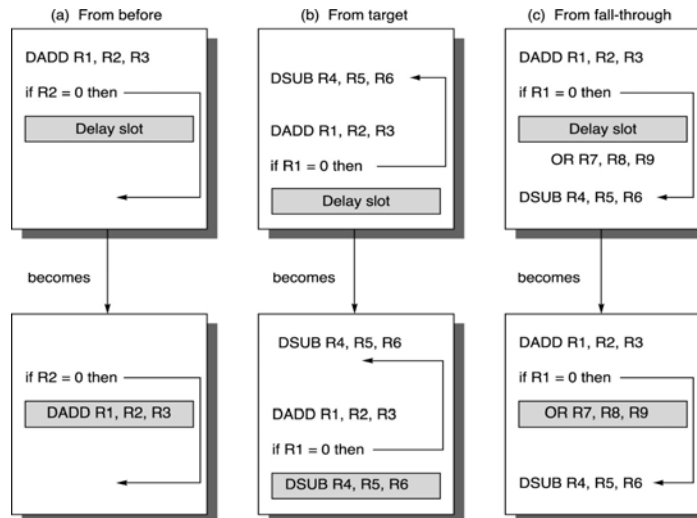 (a) From before
DADD R1, R2, R3
if R2 = 0 then
Delay slot
becomes
if R2 = 0 then
DADD R1, R2, R3
(b) From target
DSUB R4, R5, R6
DADD R1, R2, R3
if R1 = 0 then
Delay slot
becomes
DSUB R4, R5, R6
DADD R1, R2, R3
if R1 = 0 then
DSUB R4, R5, R6
(c) From fall-through
DADD R1, R2, R3
if R1 = 0 then
Delay slot
OR R7, R8, R9
DSUB R4, R5, R6
becomes
DADD R1, R2, R3
if R1 = 0 then
OR R7, R8, R9
DSUB R4, R5, R6